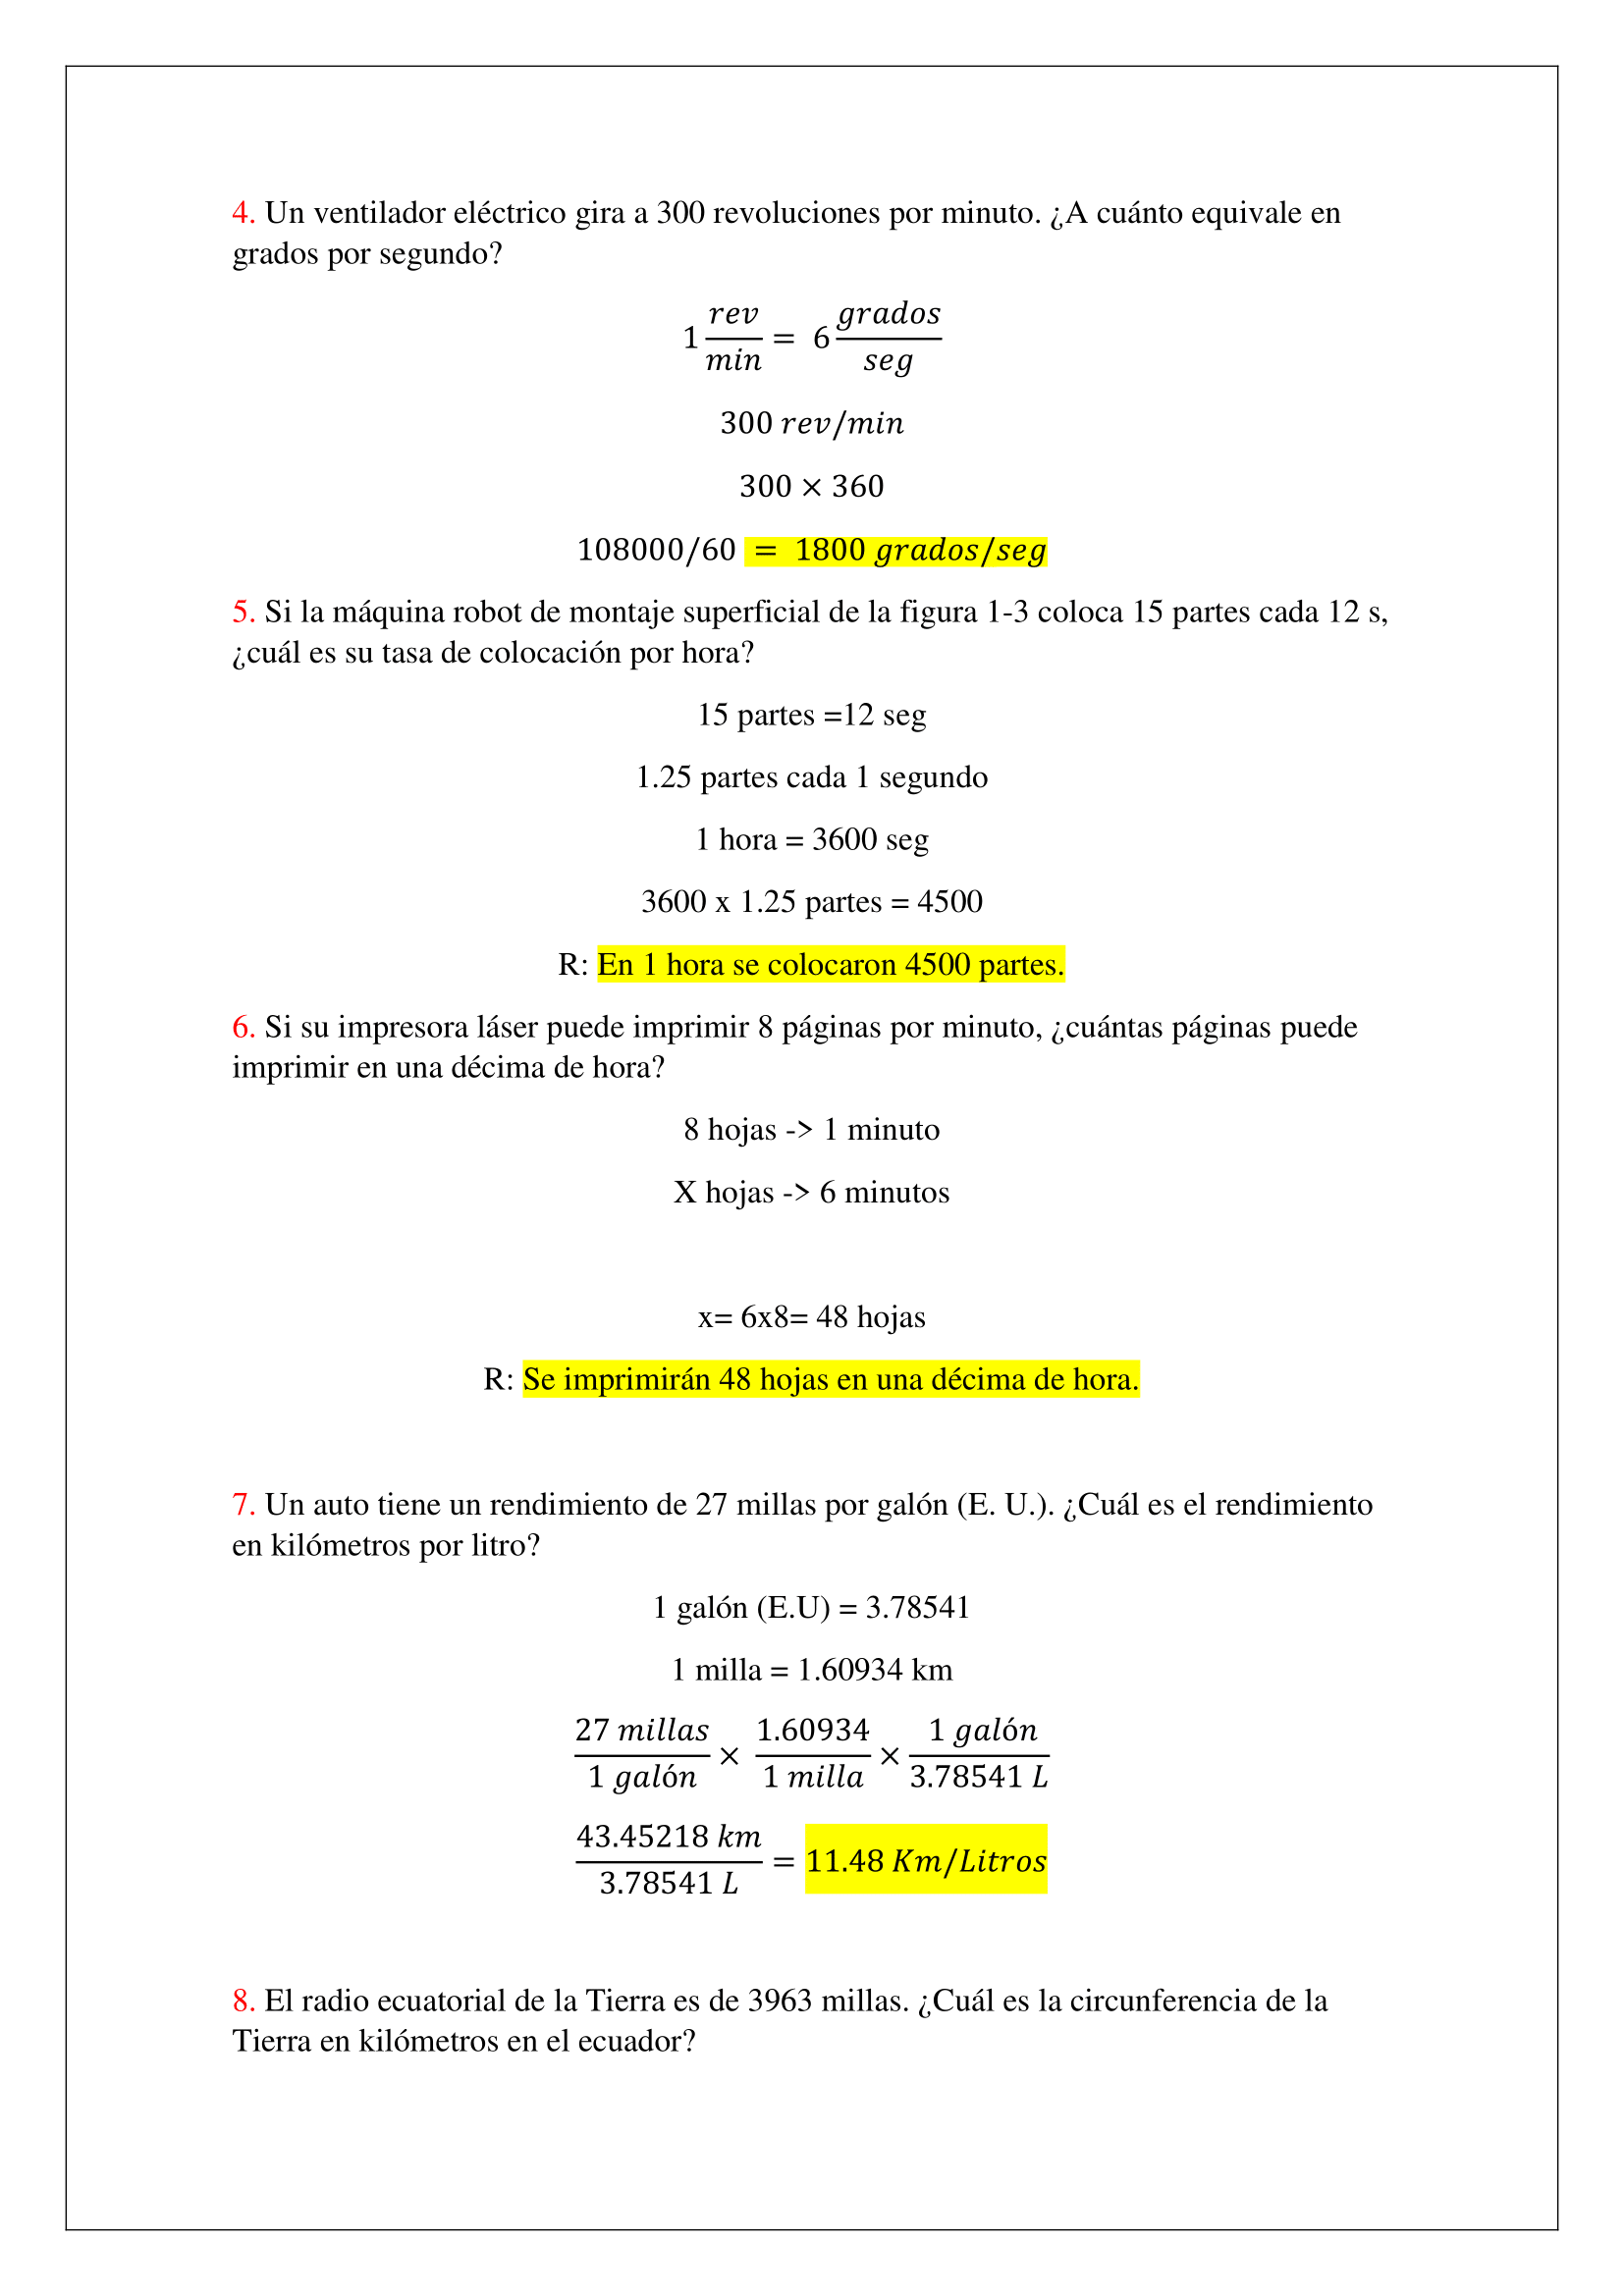 4. Un ventilador eléctrico gira a 300 revoluciones por minuto. ¿A cuánto equivale en
grados por segundo?
1 rev/min = 6 grados/seg
300 rev/min
300 × 360
108000/60 = 1800 grados/seg
5. Si la máquina robot de montaje superficial de la figura 1-3 coloca 15 partes cada 12 s,
¿cuál es su tasa de colocación por hora?
15 partes =12 seg
1.25 partes cada 1 segundo
1 hora = 3600 seg
3600 x 1.25 partes = 4500
R: En 1 hora se colocaron 4500 partes.
6. Si su impresora láser puede imprimir 8 páginas por minuto, ¿cuántas páginas puede
imprimir en una décima de hora?
8 hojas -> 1 minuto
X hojas -> 6 minutos
x= 6x8= 48 hojas
R: Se imprimirán 48 hojas en una décima de hora.
7. Un auto tiene un rendimiento de 27 millas por galón (E. U.). ¿Cuál es el rendimiento
en kilómetros por litro?
1 galón (E.U) = 3.78541
1 milla = 1.60934 km
27 millas/1 galón × 1.60934/1 milla × 1 galón/3.78541 L
43.45218 km/3.78541 L = 11.48 Km/Litros
8. El radio ecuatorial de la Tierra es de 3963 millas. ¿Cuál es la circunferencia de la
Tierra en kilómetros en el ecuador?